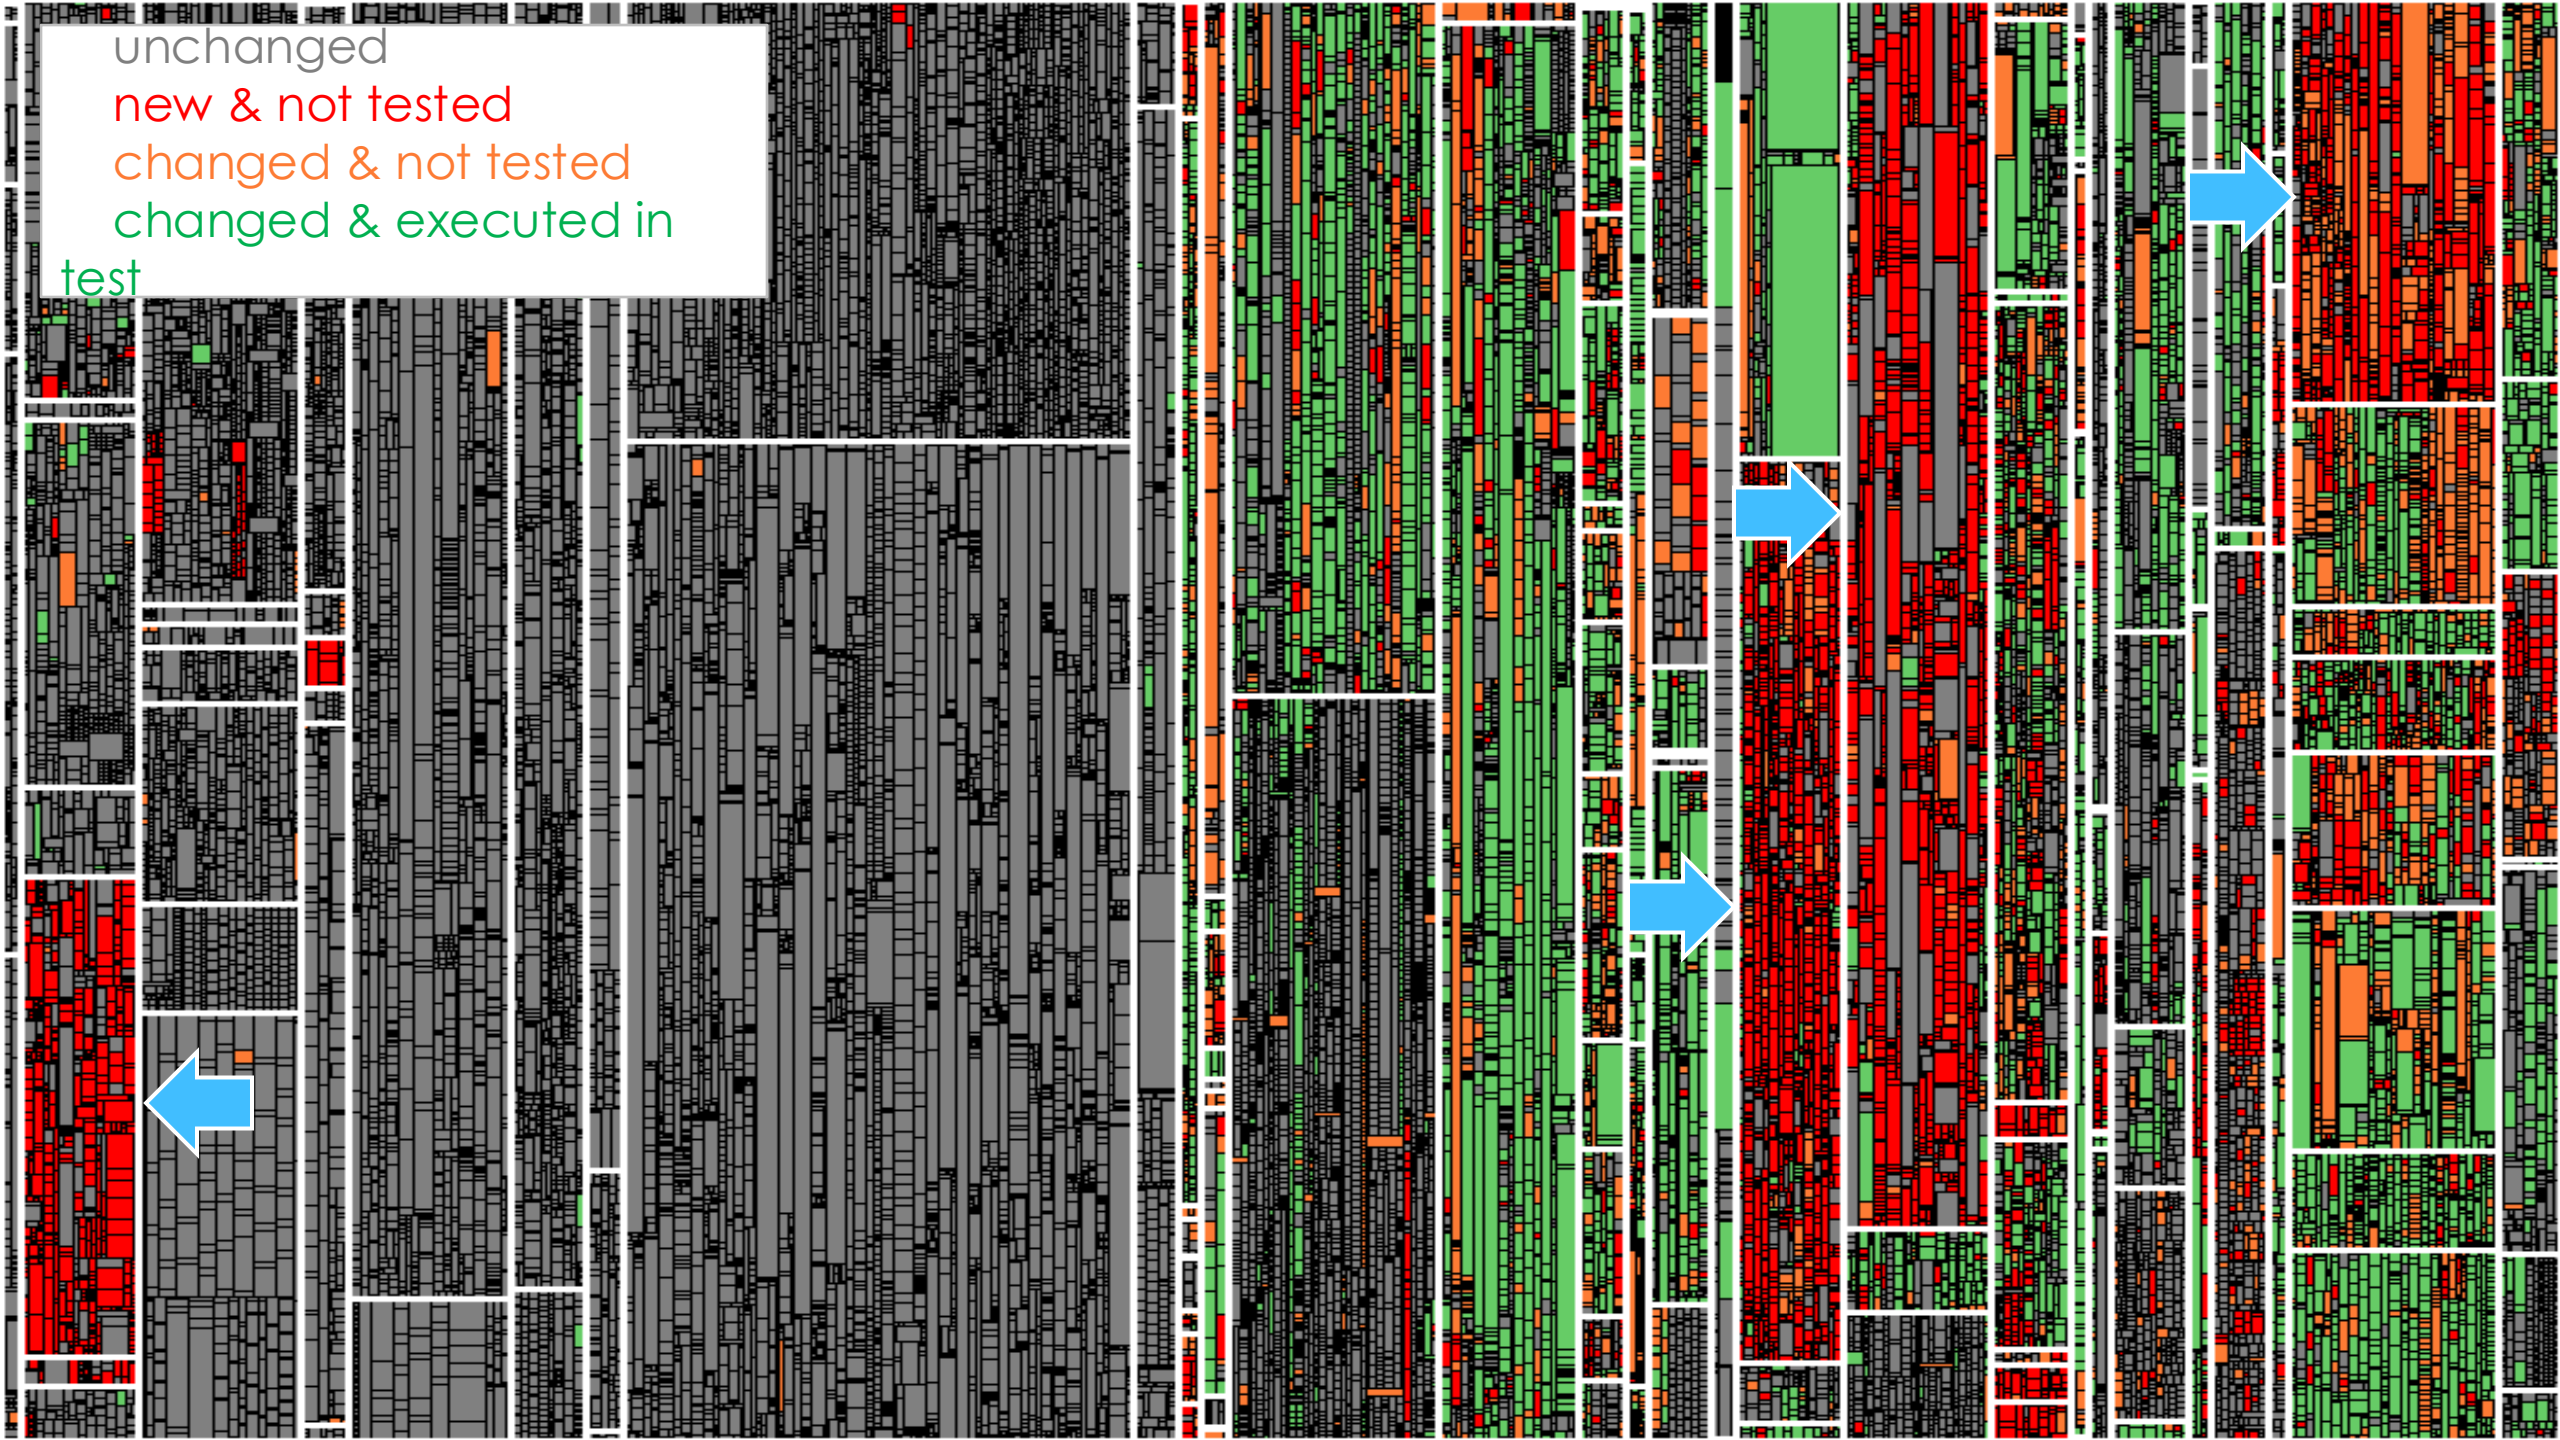 unchanged
new & not tested
changed & not tested
changed & executed in
test